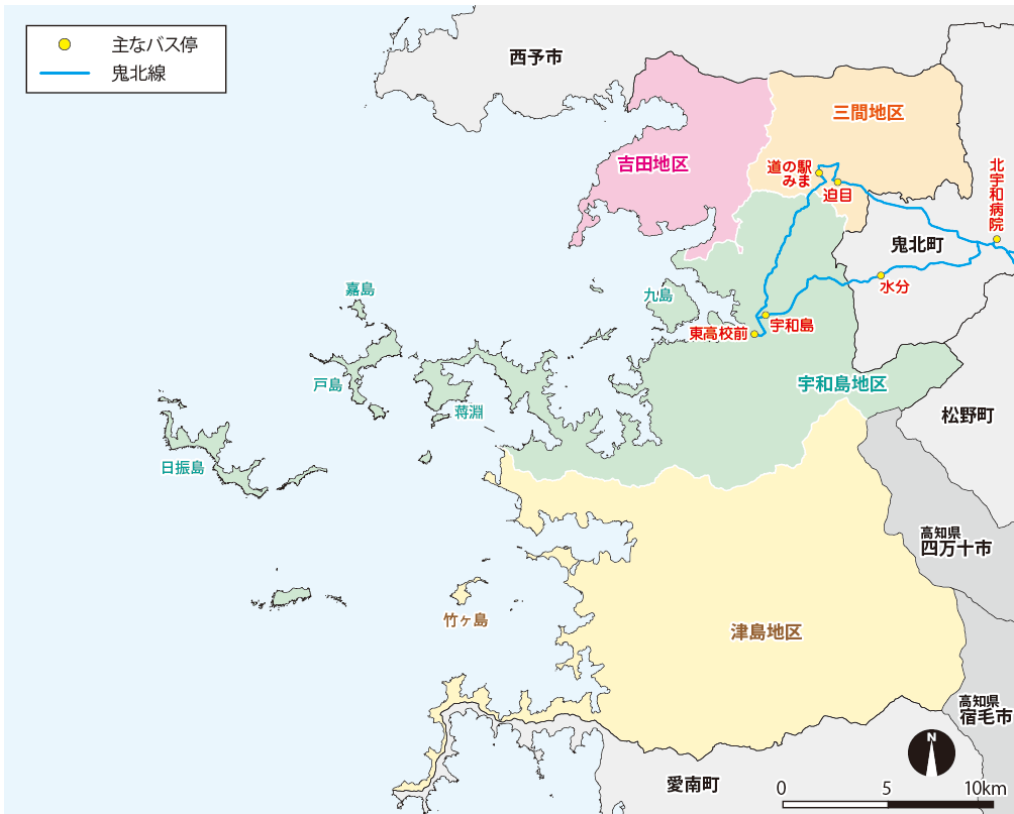 主なバス停
鬼北線
西予市
三間地区
吉田地区
道の駅
みま
迫目
北宇和病院
鬼北町
水分
嘉島
九島
宇和島
東高校前
戸島
蒋淵
宇和島地区
松野町
日振島
高知県
四万十市
竹ヶ島
津島地区
高知県
宿毛市
N
愛南町
0 5 10km